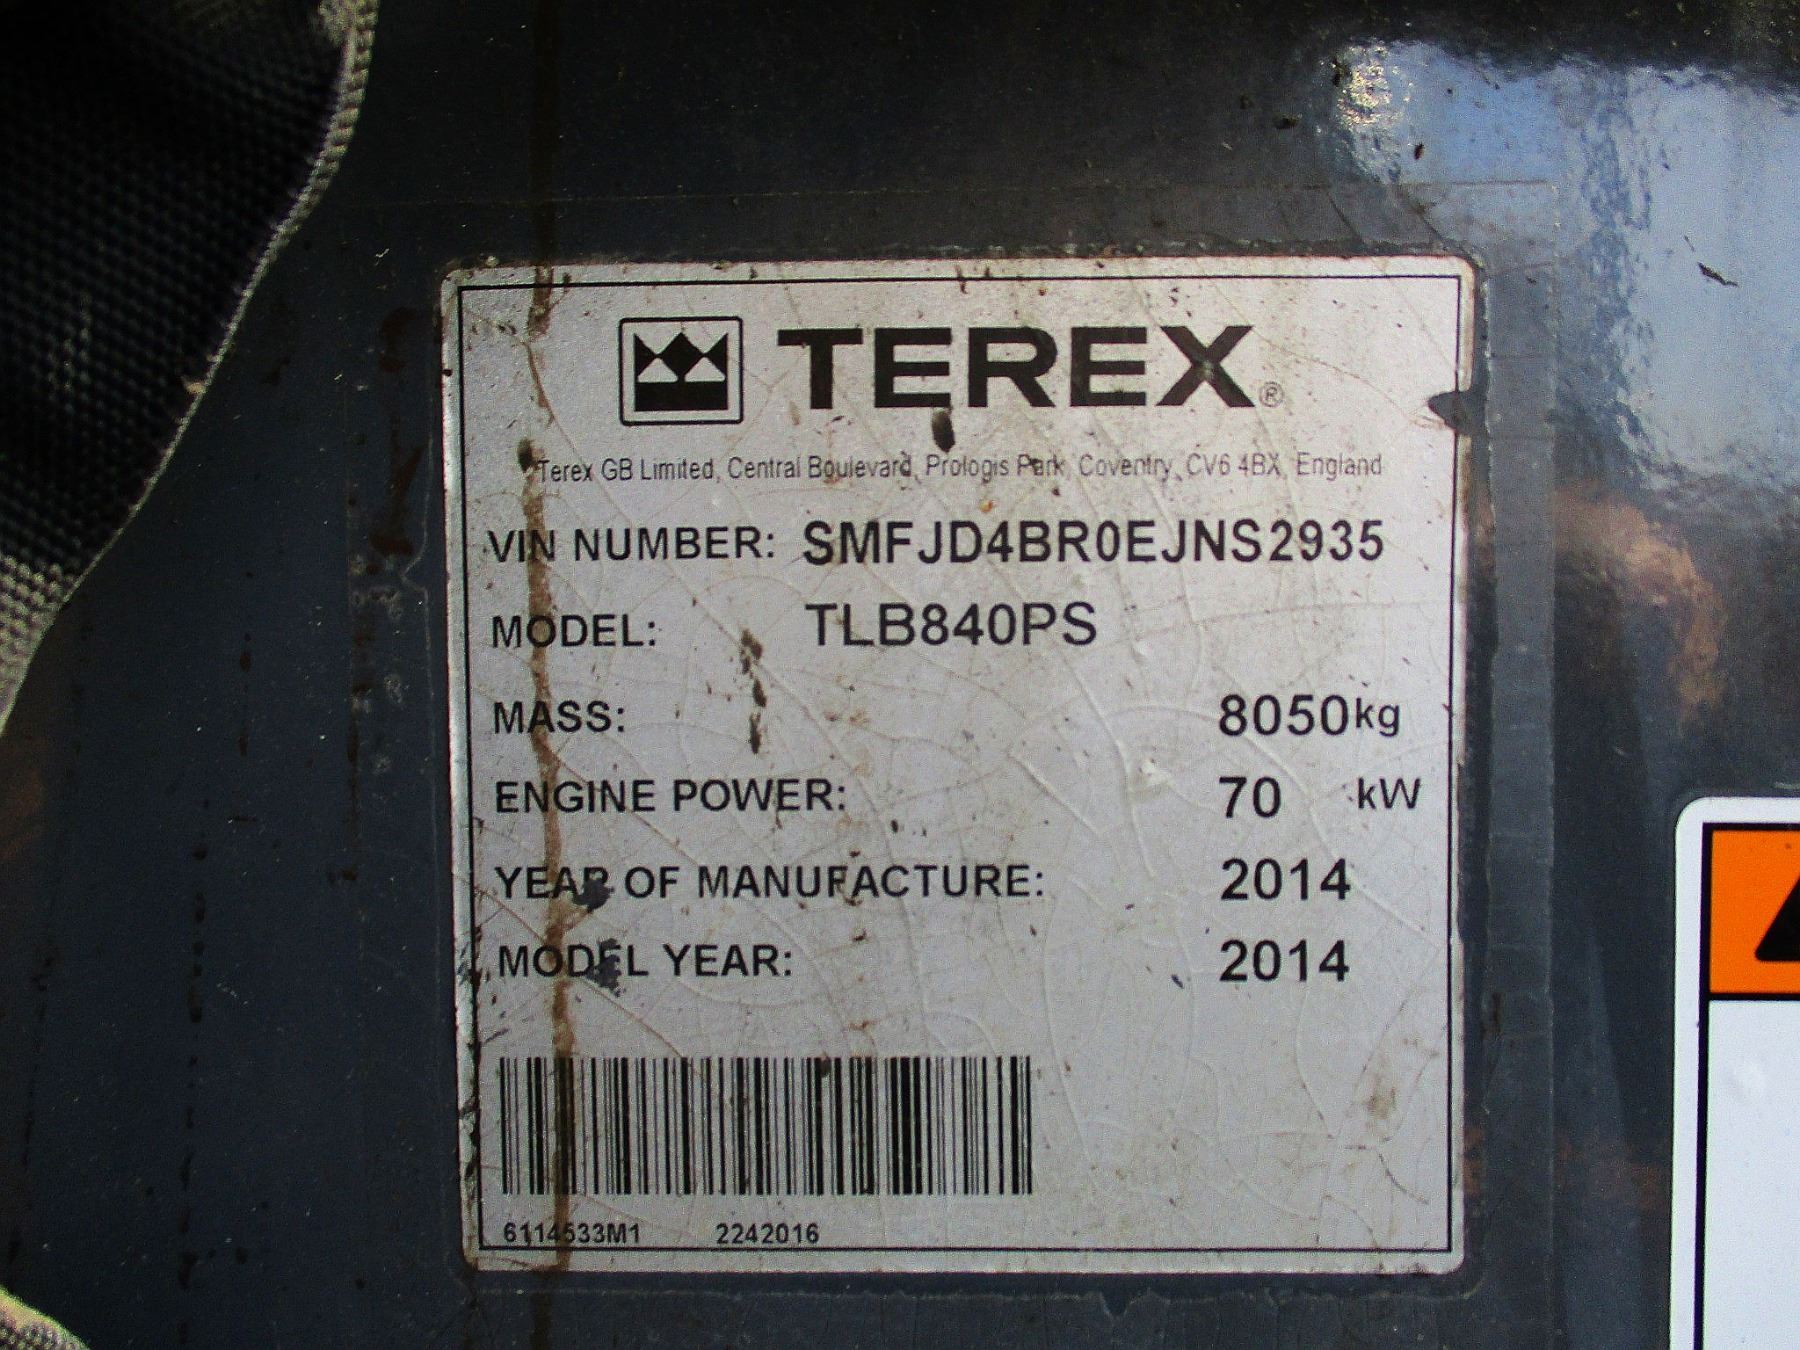 TEREX®
Terex GB Limited, Central Boulevard, Prologis Park, Coventry, CV6 4BX, England
VIN NUMBER: SMFJD4BR0EJNS2935
MODEL: TLB840PS
MASS: 8050kg
ENGINE POWER: 70 kW
YEAR OF MANUFACTURE: 2014
MODEL YEAR: 2014
6114533M1 2242016